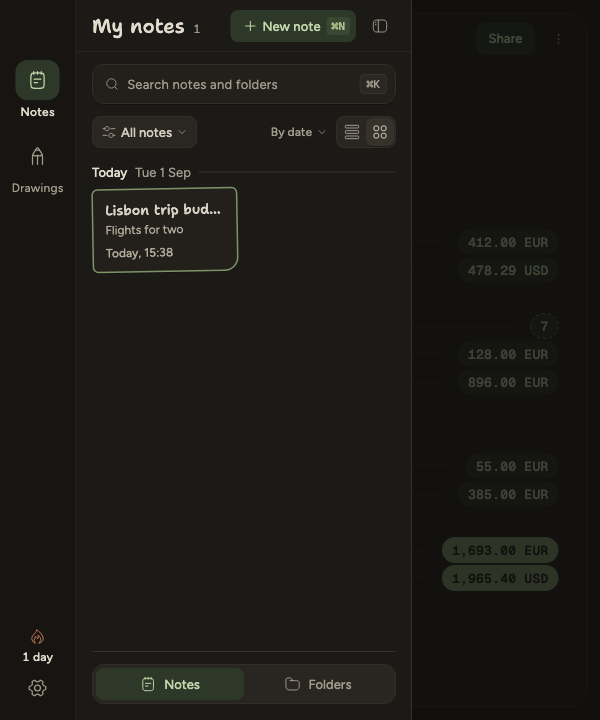 My notes 1
New note ⌘N
Share
Search notes and folders ⌘K
Notes
All notes
By date
Drawings
Today Tue 1 Sep
Lisbon trip bud...
Flights for two
Today, 15:38
412.00 EUR
478.29 USD
7
128.00 EUR
896.00 EUR
55.00 EUR
385.00 EUR
1,693.00 EUR
1,965.40 USD
1 day
Notes
Folders